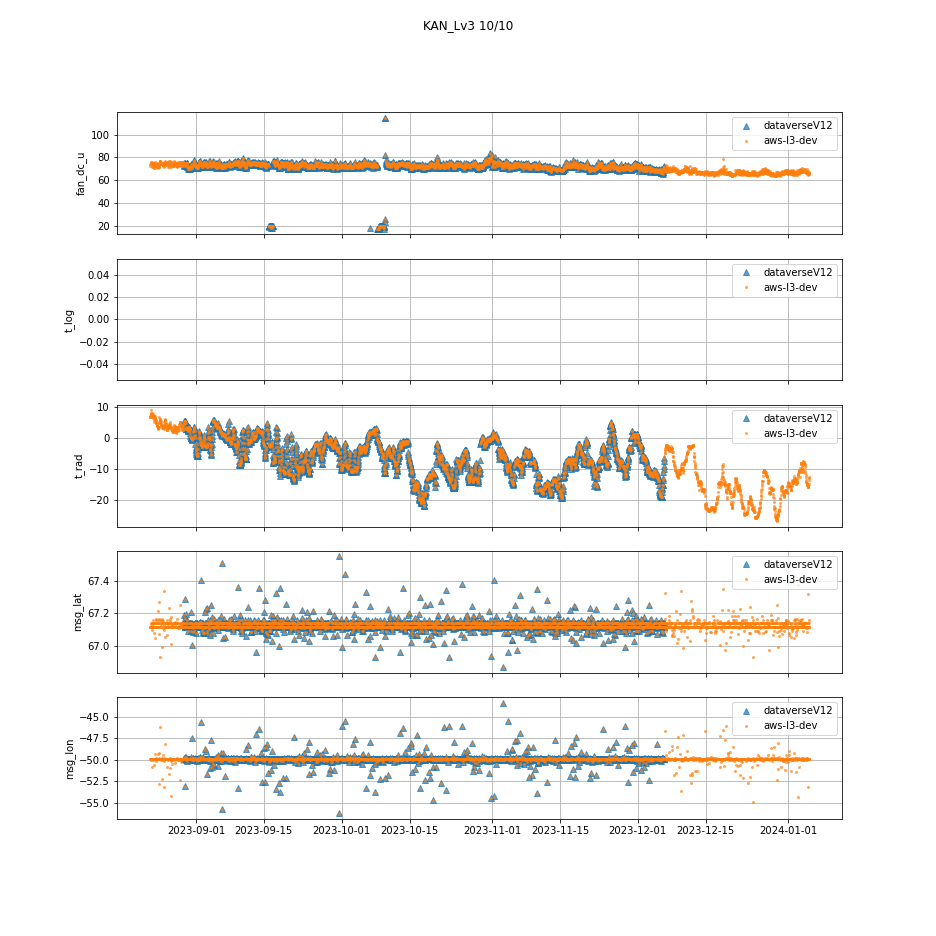 KAN_Lv3 10/10
fan_dc_u
100
80
60
40
20
dataverseV12
aws-l3-dev
t_log
0.04
0.02
0.00
−0.02
−0.04
dataverseV12
aws-l3-dev
t_rad
10
0
−10
−20
dataverseV12
aws-l3-dev
msg_lat
67.4
67.2
67.0
dataverseV12
aws-l3-dev
msg_lon
−45.0
−47.5
−50.0
−52.5
−55.0
dataverseV12
aws-l3-dev
2023-09-01 2023-09-15 2023-10-01 2023-10-15 2023-11-01 2023-11-15 2023-12-01 2023-12-15 2024-01-01